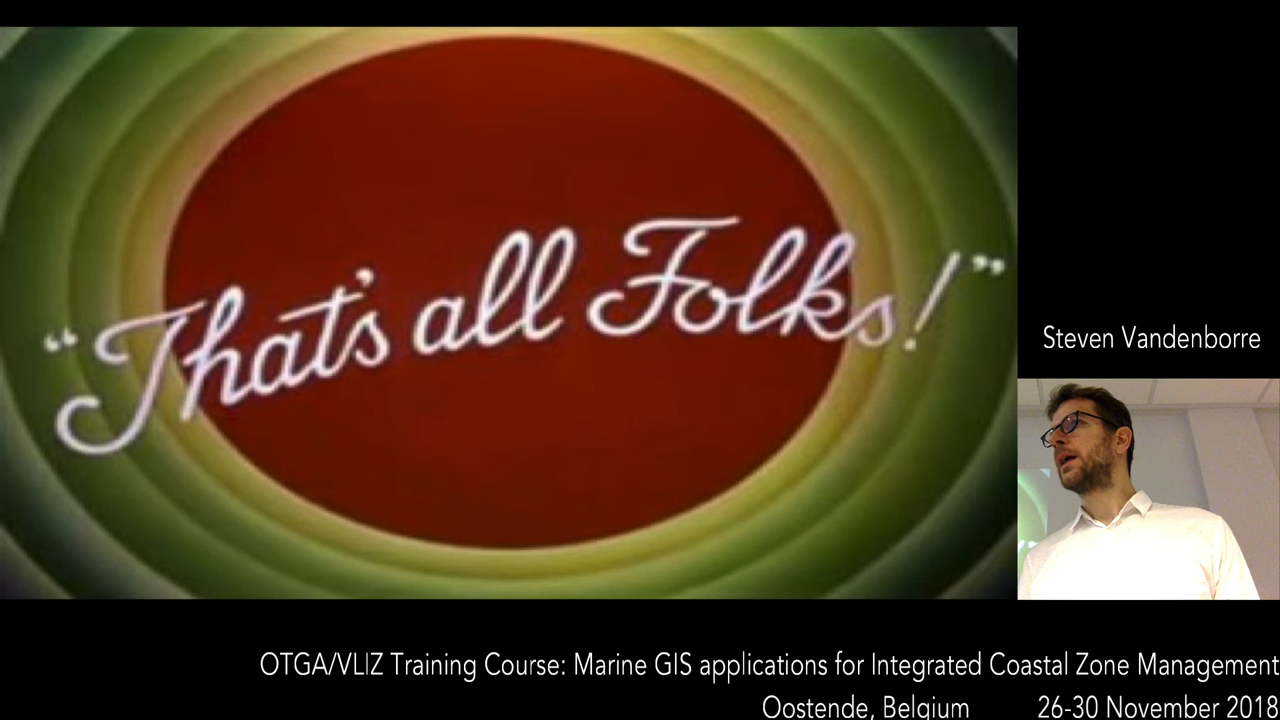 “That's all Folks!”
Steven Vandenborre
OTGA/VLIZ Training Course: Marine GIS applications for Integrated Coastal Zone Management
Oostende, Belgium 26-30 November 2018